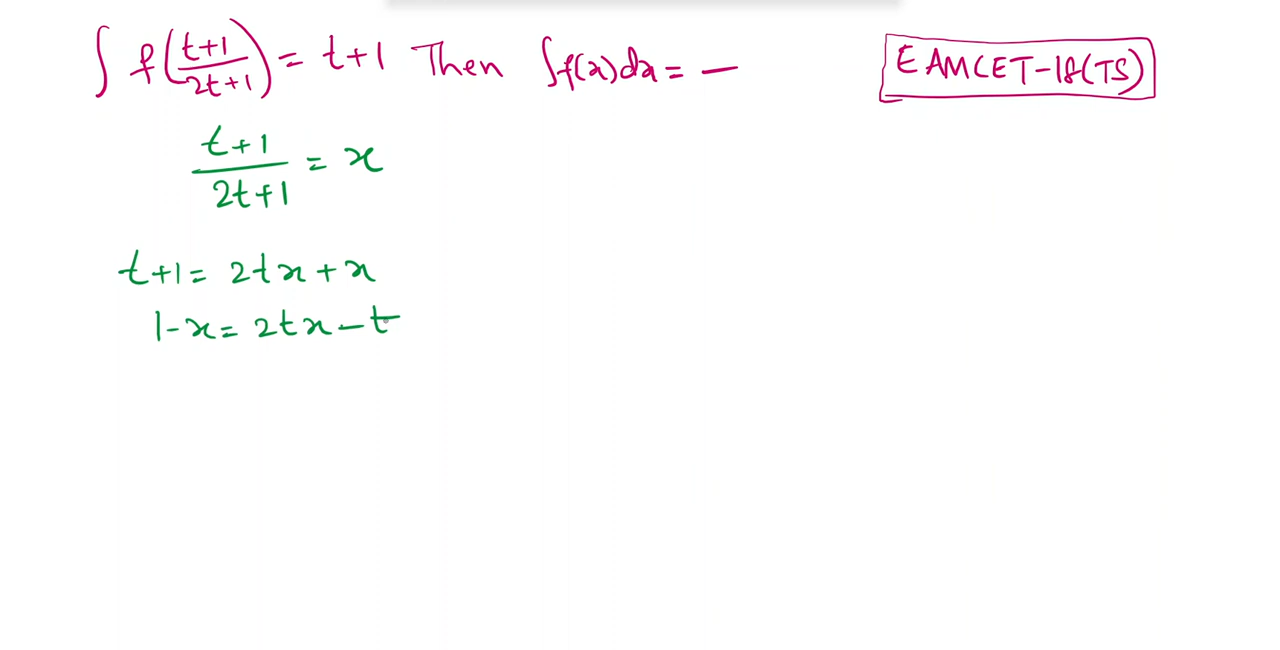 ∫ f((t+1)/(2t+1)) = t+1 Then ∫f(x)dx = —
EAMCET-18(TS)
(t+1)/(2t+1) = x
t+1 = 2tx + x
1-x = 2tx - t